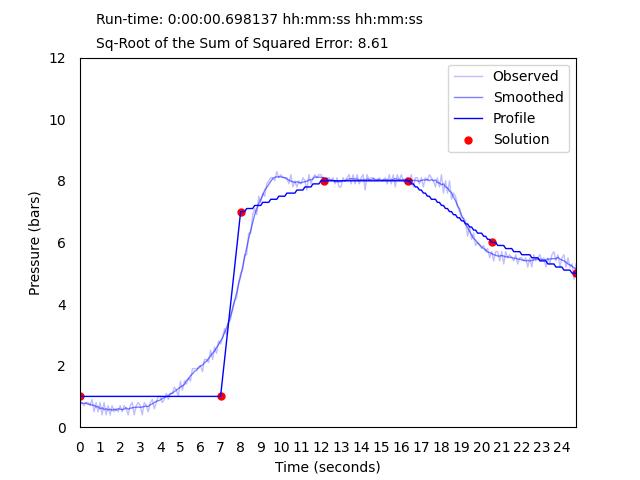 Run-time: 0:00:00.698137 hh:mm:ss hh:mm:ss
Sq-Root of the Sum of Squared Error: 8.61
12
10
8
6
4
2
0
Pressure (bars)
Observed
Smoothed
Profile
Solution
0 1 2 3 4 5 6 7 8 9 10 11 12 13 14 15 16 17 18 19 20 21 22 23 24
Time (seconds)